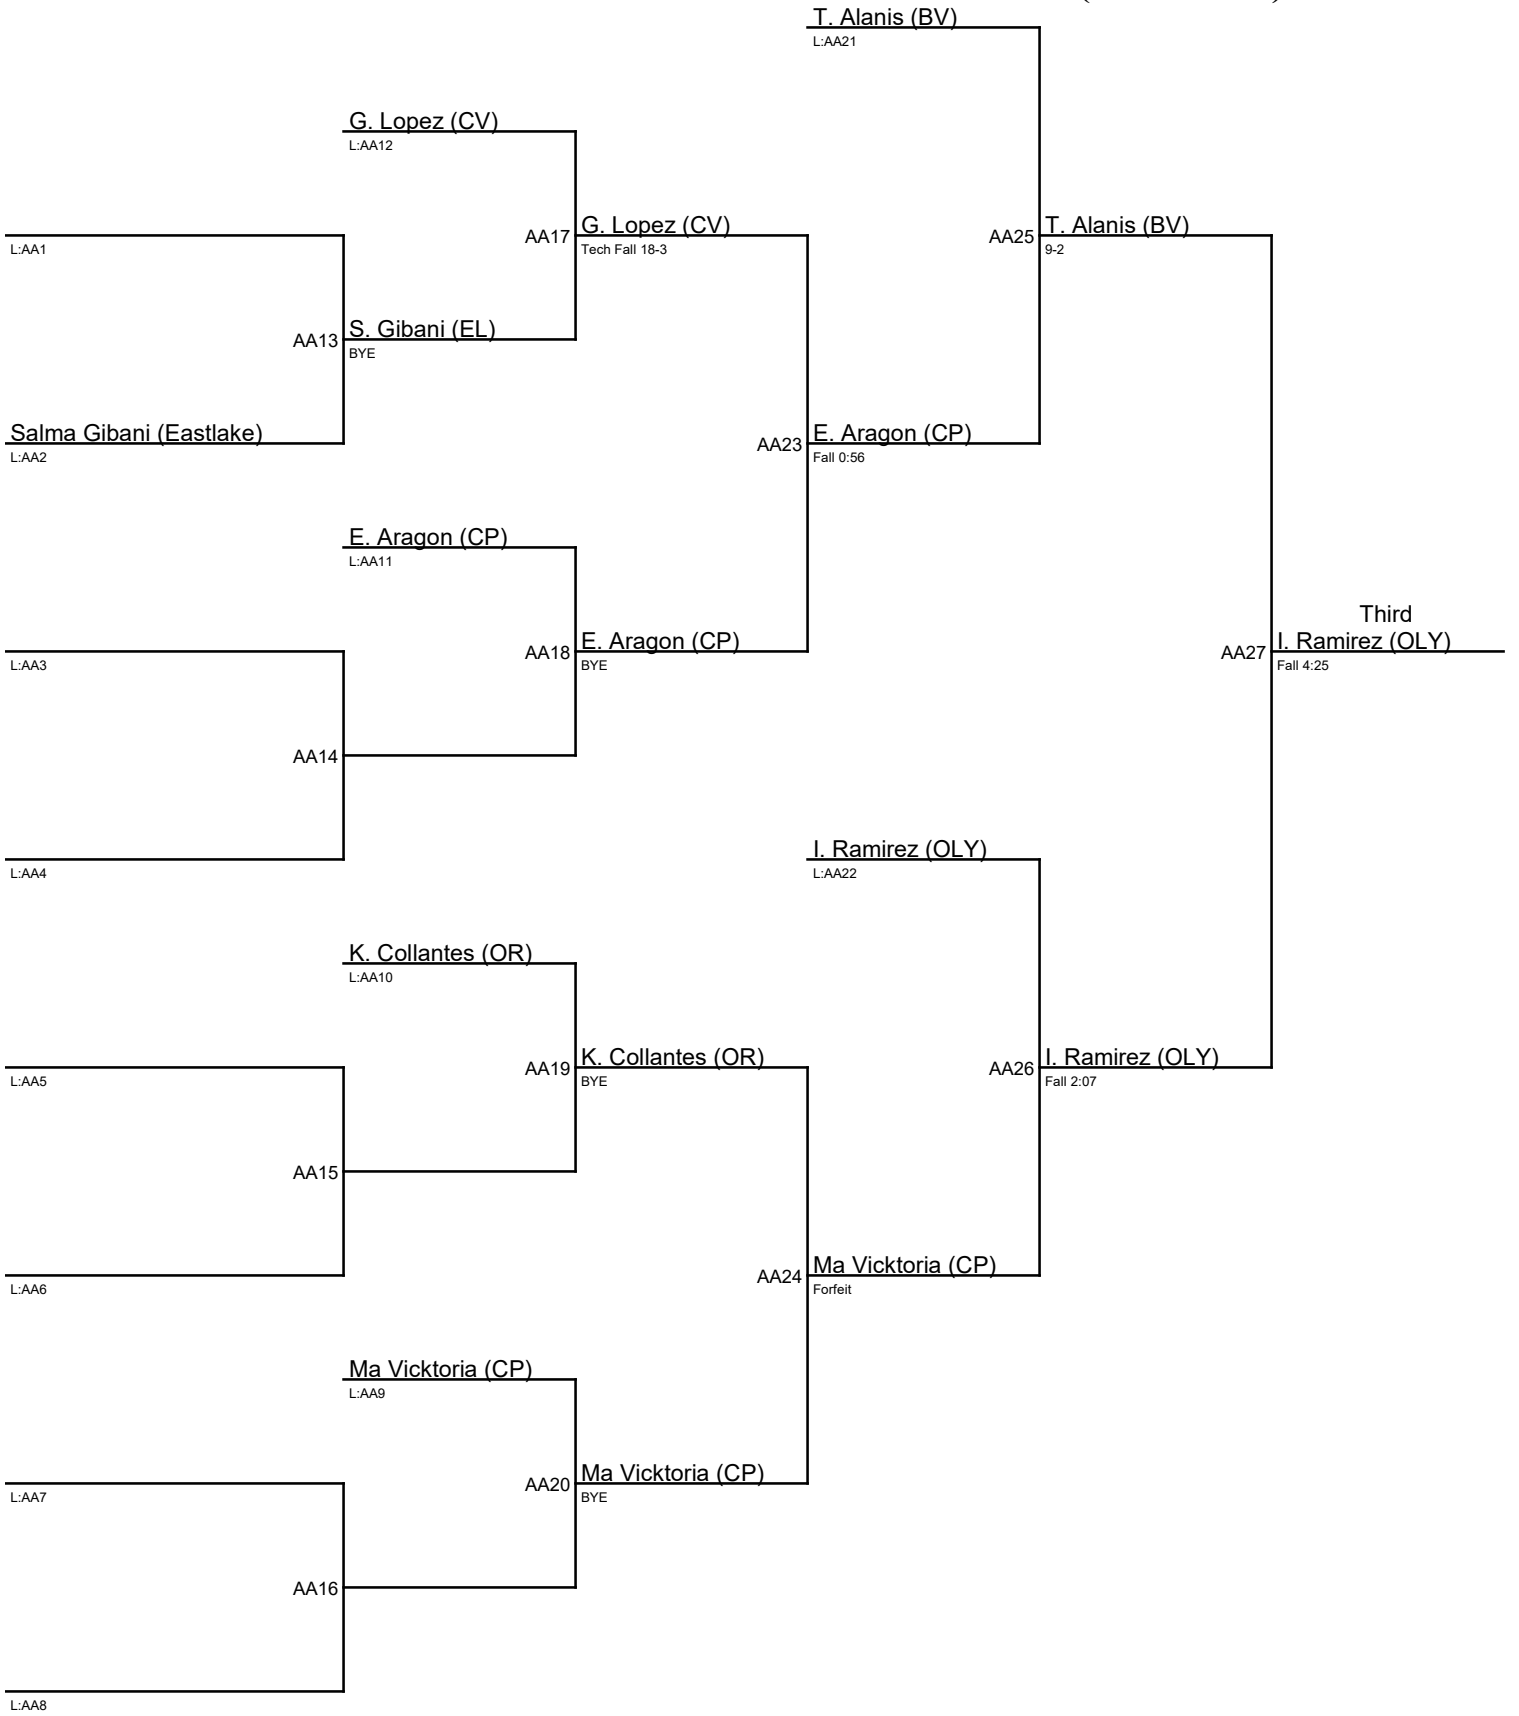 T. Alanis (BV)
L:AA21
G. Lopez (CV)
L:AA12
L:AA1
AA17
G. Lopez (CV)
Tech Fall 18-3
AA25
T. Alanis (BV)
9-2
AA13
S. Gibani (EL)
BYE
Salma Gibani (Eastlake)
L:AA2
AA23
E. Aragon (CP)
Fall 0:56
E. Aragon (CP)
L:AA11
Third
L:AA3
AA18
E. Aragon (CP)
BYE
AA27
I. Ramirez (OLY)
Fall 4:25
AA14
L:AA4
I. Ramirez (OLY)
L:AA22
K. Collantes (OR)
L:AA10
L:AA5
AA19
K. Collantes (OR)
BYE
AA26
I. Ramirez (OLY)
Fall 2:07
AA15
L:AA6
AA24
Ma Vicktoria (CP)
Forfeit
Ma Vicktoria (CP)
L:AA9
L:AA7
AA20
Ma Vicktoria (CP)
BYE
AA16
L:AA8